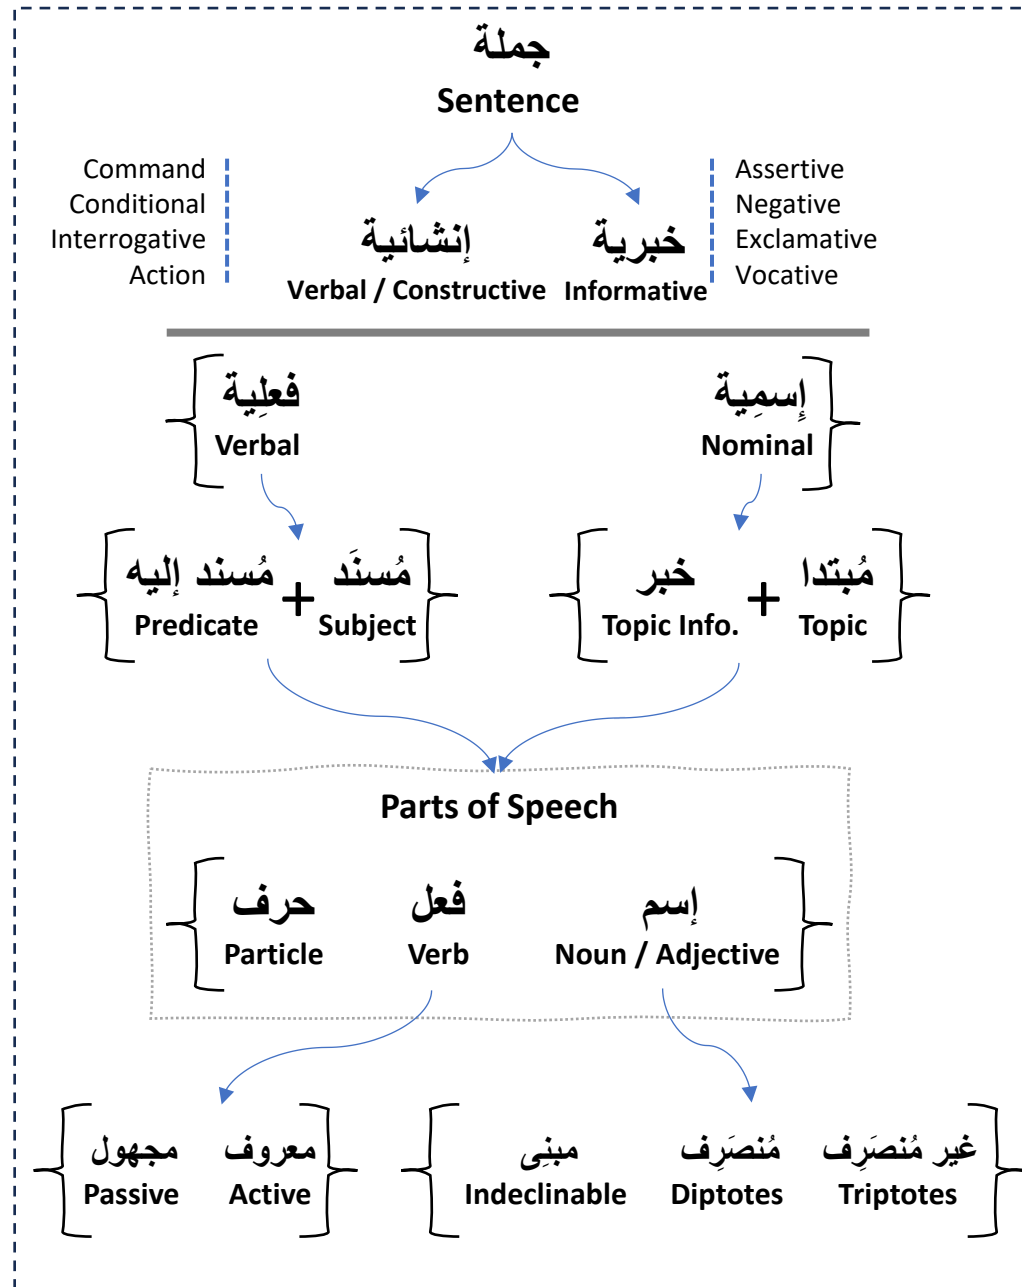 جملة
Sentence
Command
Conditional
Interrogative
Action
Assertive
Negative
Exclamative
Vocative
إنشائية
Verbal / Constructive
خبرية
Informative
فعلِية
Verbal
إِسمِية
Nominal
مُسند إليه + مُسنَد
Predicate
Subject
خبر + مُبتدا
Topic Info.
Topic
Parts of Speech
حرف
Particle
فعل
Verb
إسم
Noun / Adjective
مجهول
Passive
معروف
Active
مبنِى
Indeclinable
مُنصَرِف
Diptotes
غير مُنصَرِف
Triptotes